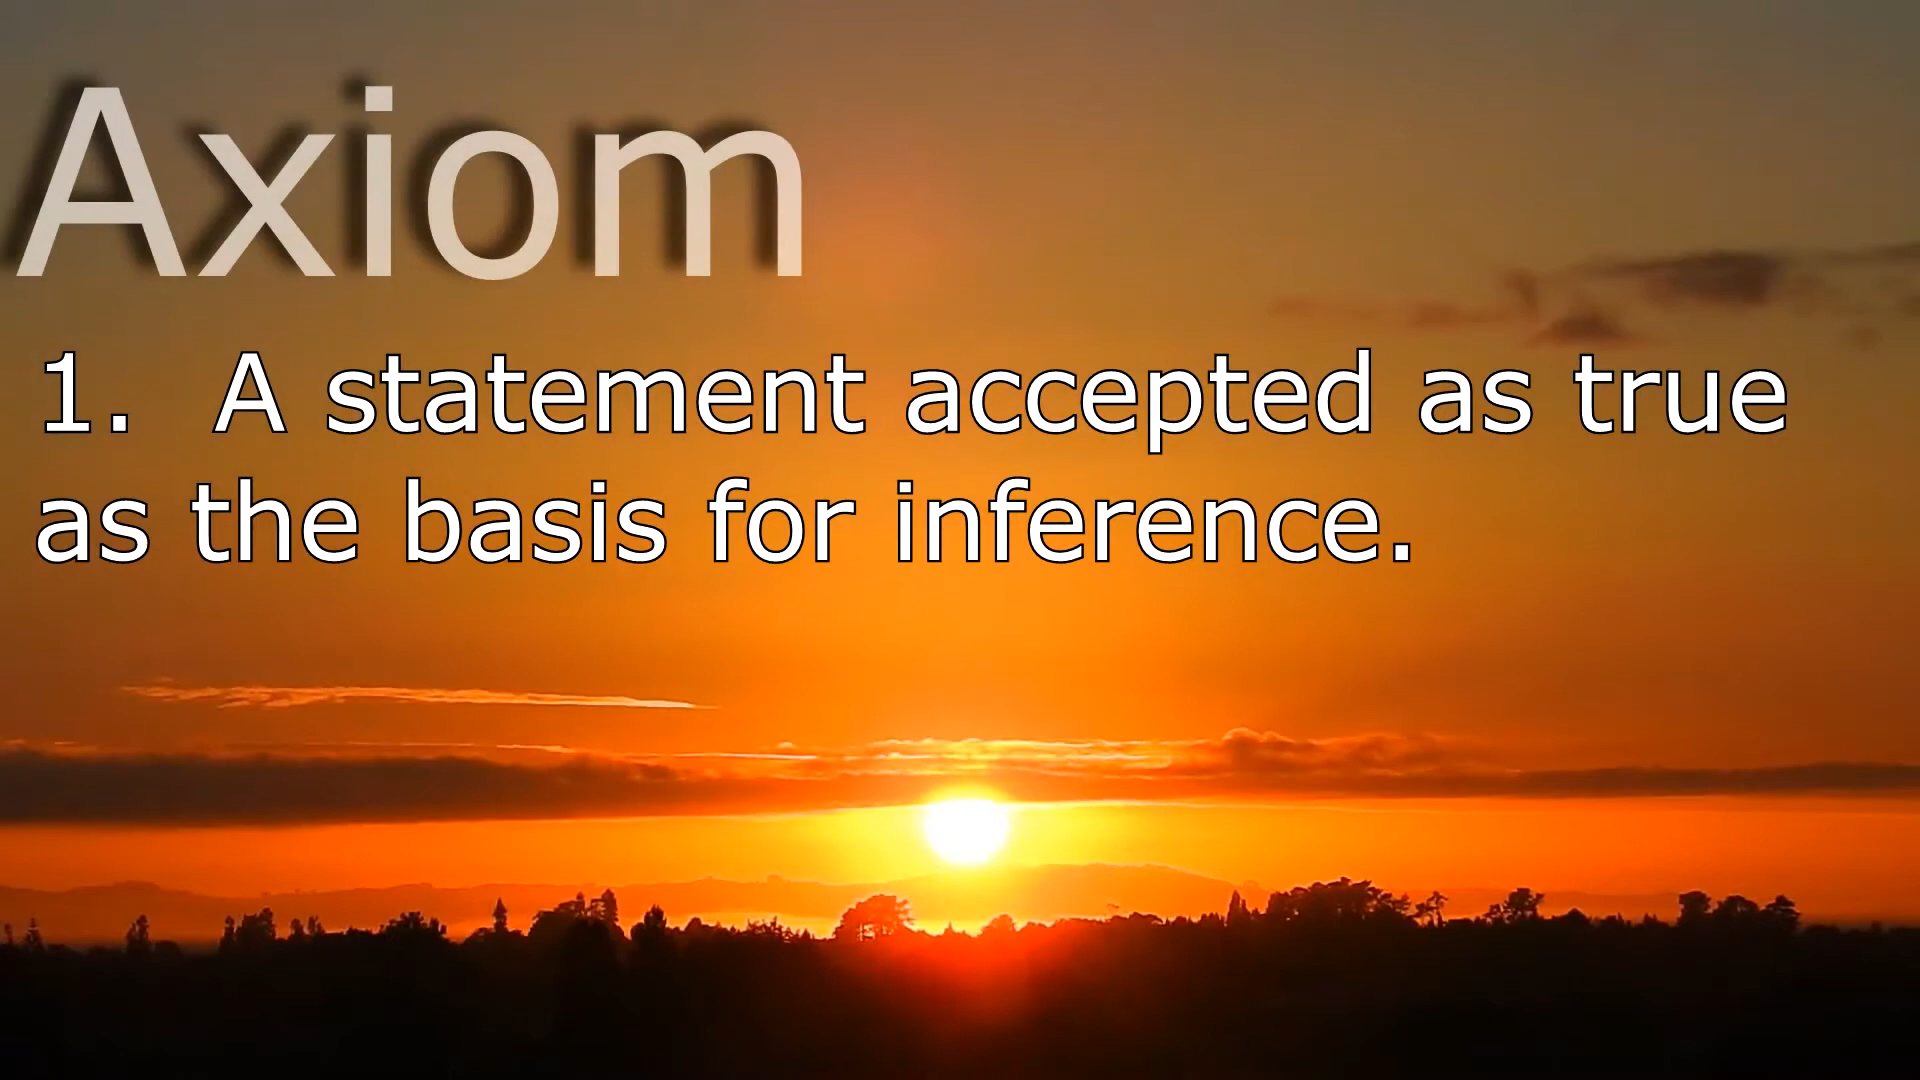 Axiom
1. A statement accepted as true
as the basis for inference.